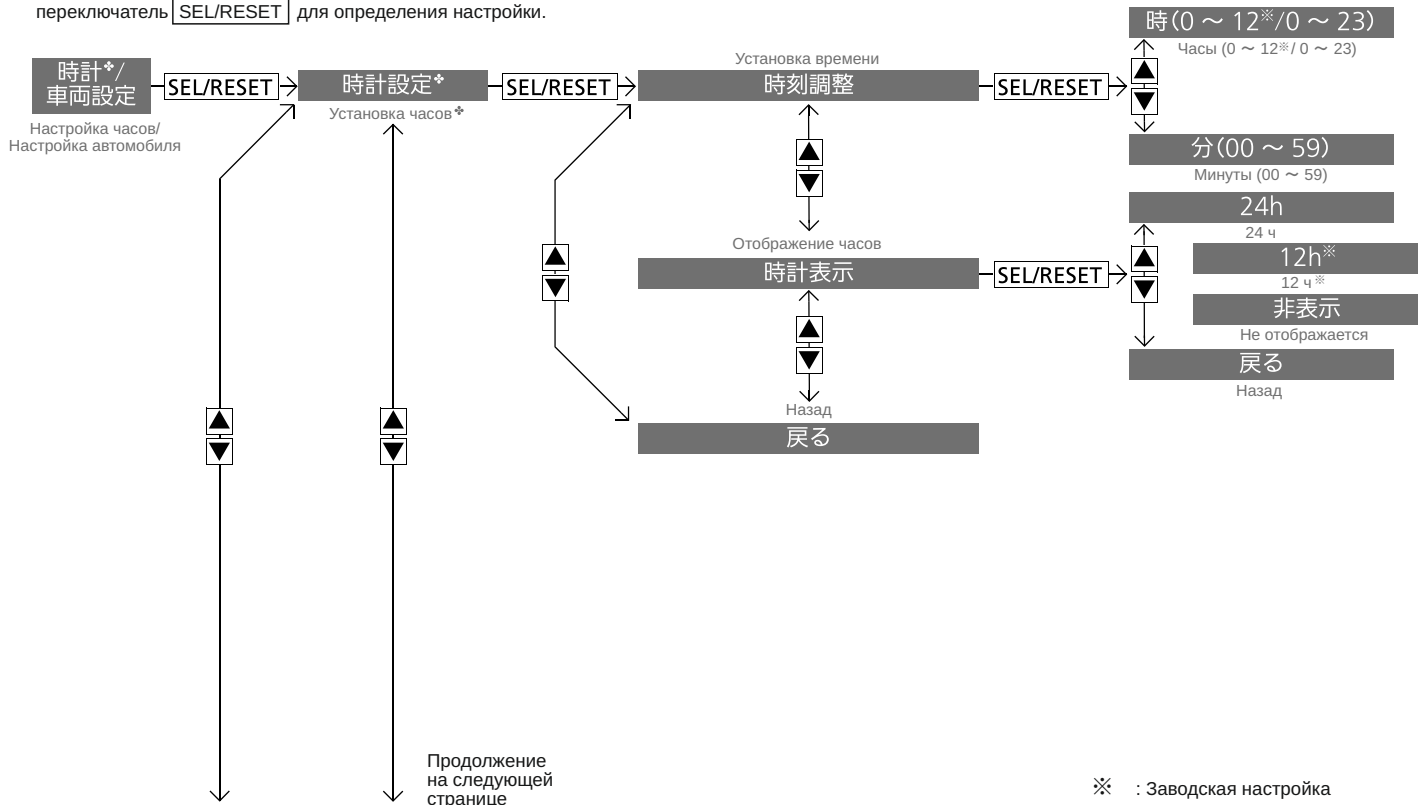 переключатель SEL/RESET для определения настройки.
時計✤/
車両設定
Настройка часов/
Настройка автомобиля
SEL/RESET
時計設定✤
Установка часов✤
SEL/RESET
Установка времени
時刻調整
SEL/RESET
時(0 ～ 12※/0 ～ 23)
Часы (0 ～ 12※/ 0 ～ 23)
分(00 ～ 59)
Минуты (00 ～ 59)
Отображение часов
時計表示
SEL/RESET
24h
24 ч
12h※
12 ч※
非表示
Не отображается
戻る
Назад
Назад
戻る
Продолжение
на следующей
странице
※ : Заводская настройка